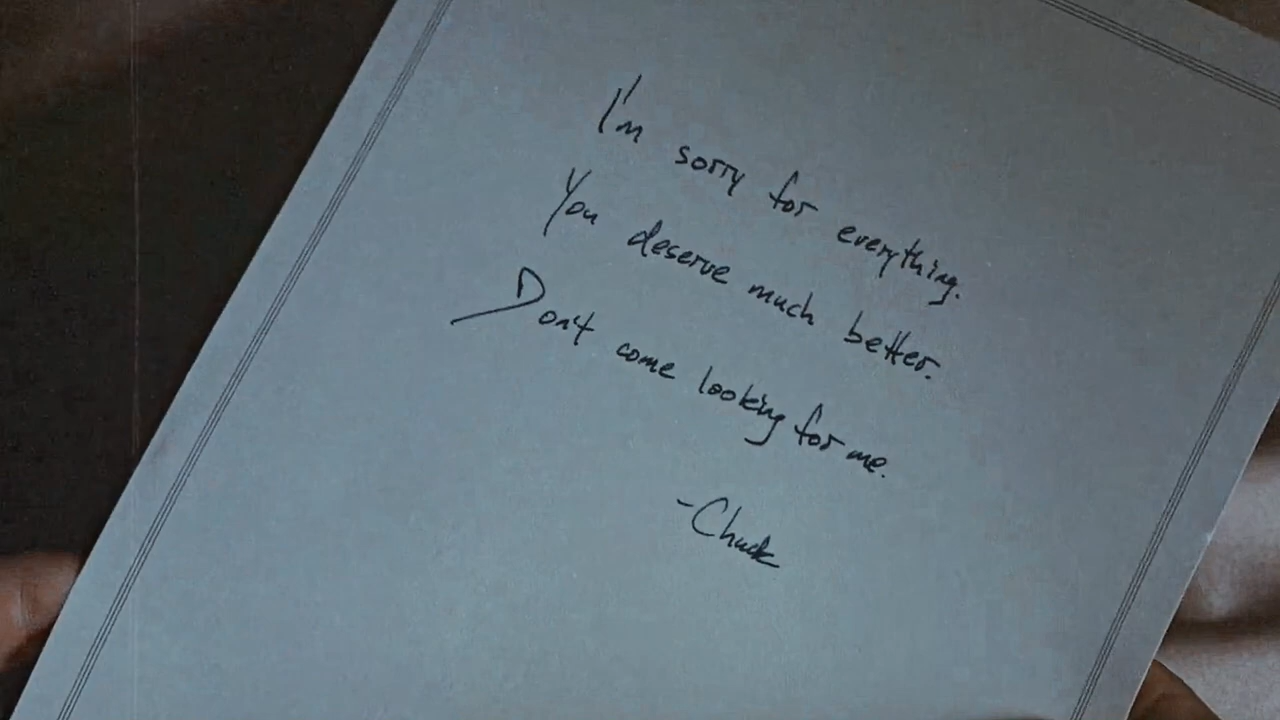 I'm sorry for everything.
You deserve much better.
Don't come looking for me.
-Chuck